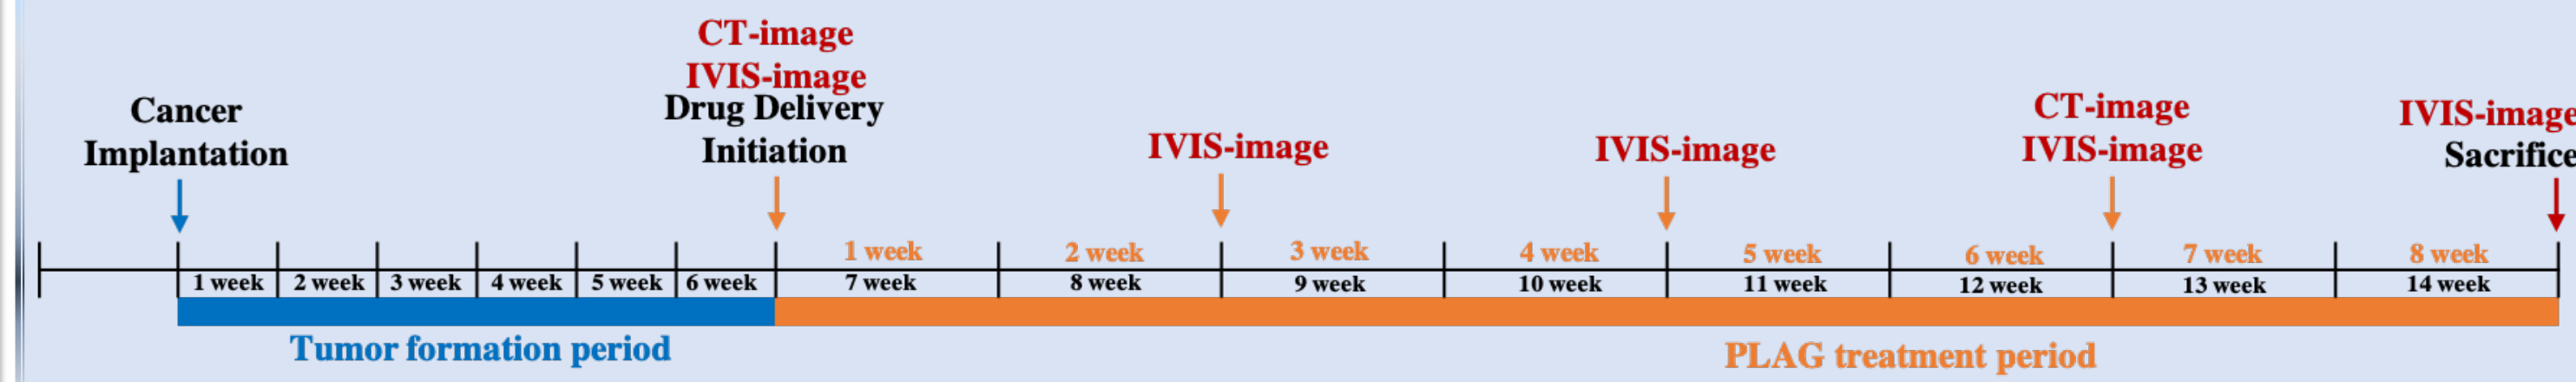 CT-image
IVIS-image
Cancer
Implantation
Drug Delivery
Initiation
IVIS-image
IVIS-image
CT-image
IVIS-image
IVIS-image
Sacrifice
1 week 2 week 3 week 4 week 5 week 6 week 7 week 8 week
1 week 2 week 3 week 4 week 5 week 6 week 7 week 8 week 9 week 10 week 11 week 12 week 13 week 14 week
Tumor formation period
PLAG treatment period